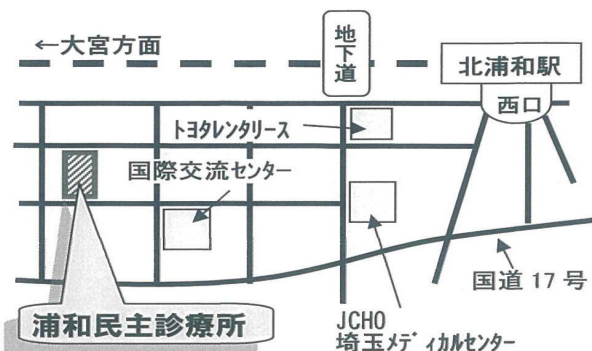 ←大宮方面
地下道
北浦和駅
西口
トヨタレンタリース
国際交流センター
国道 17 号
浦和民主診療所
JCHO
埼玉メディカルセンター